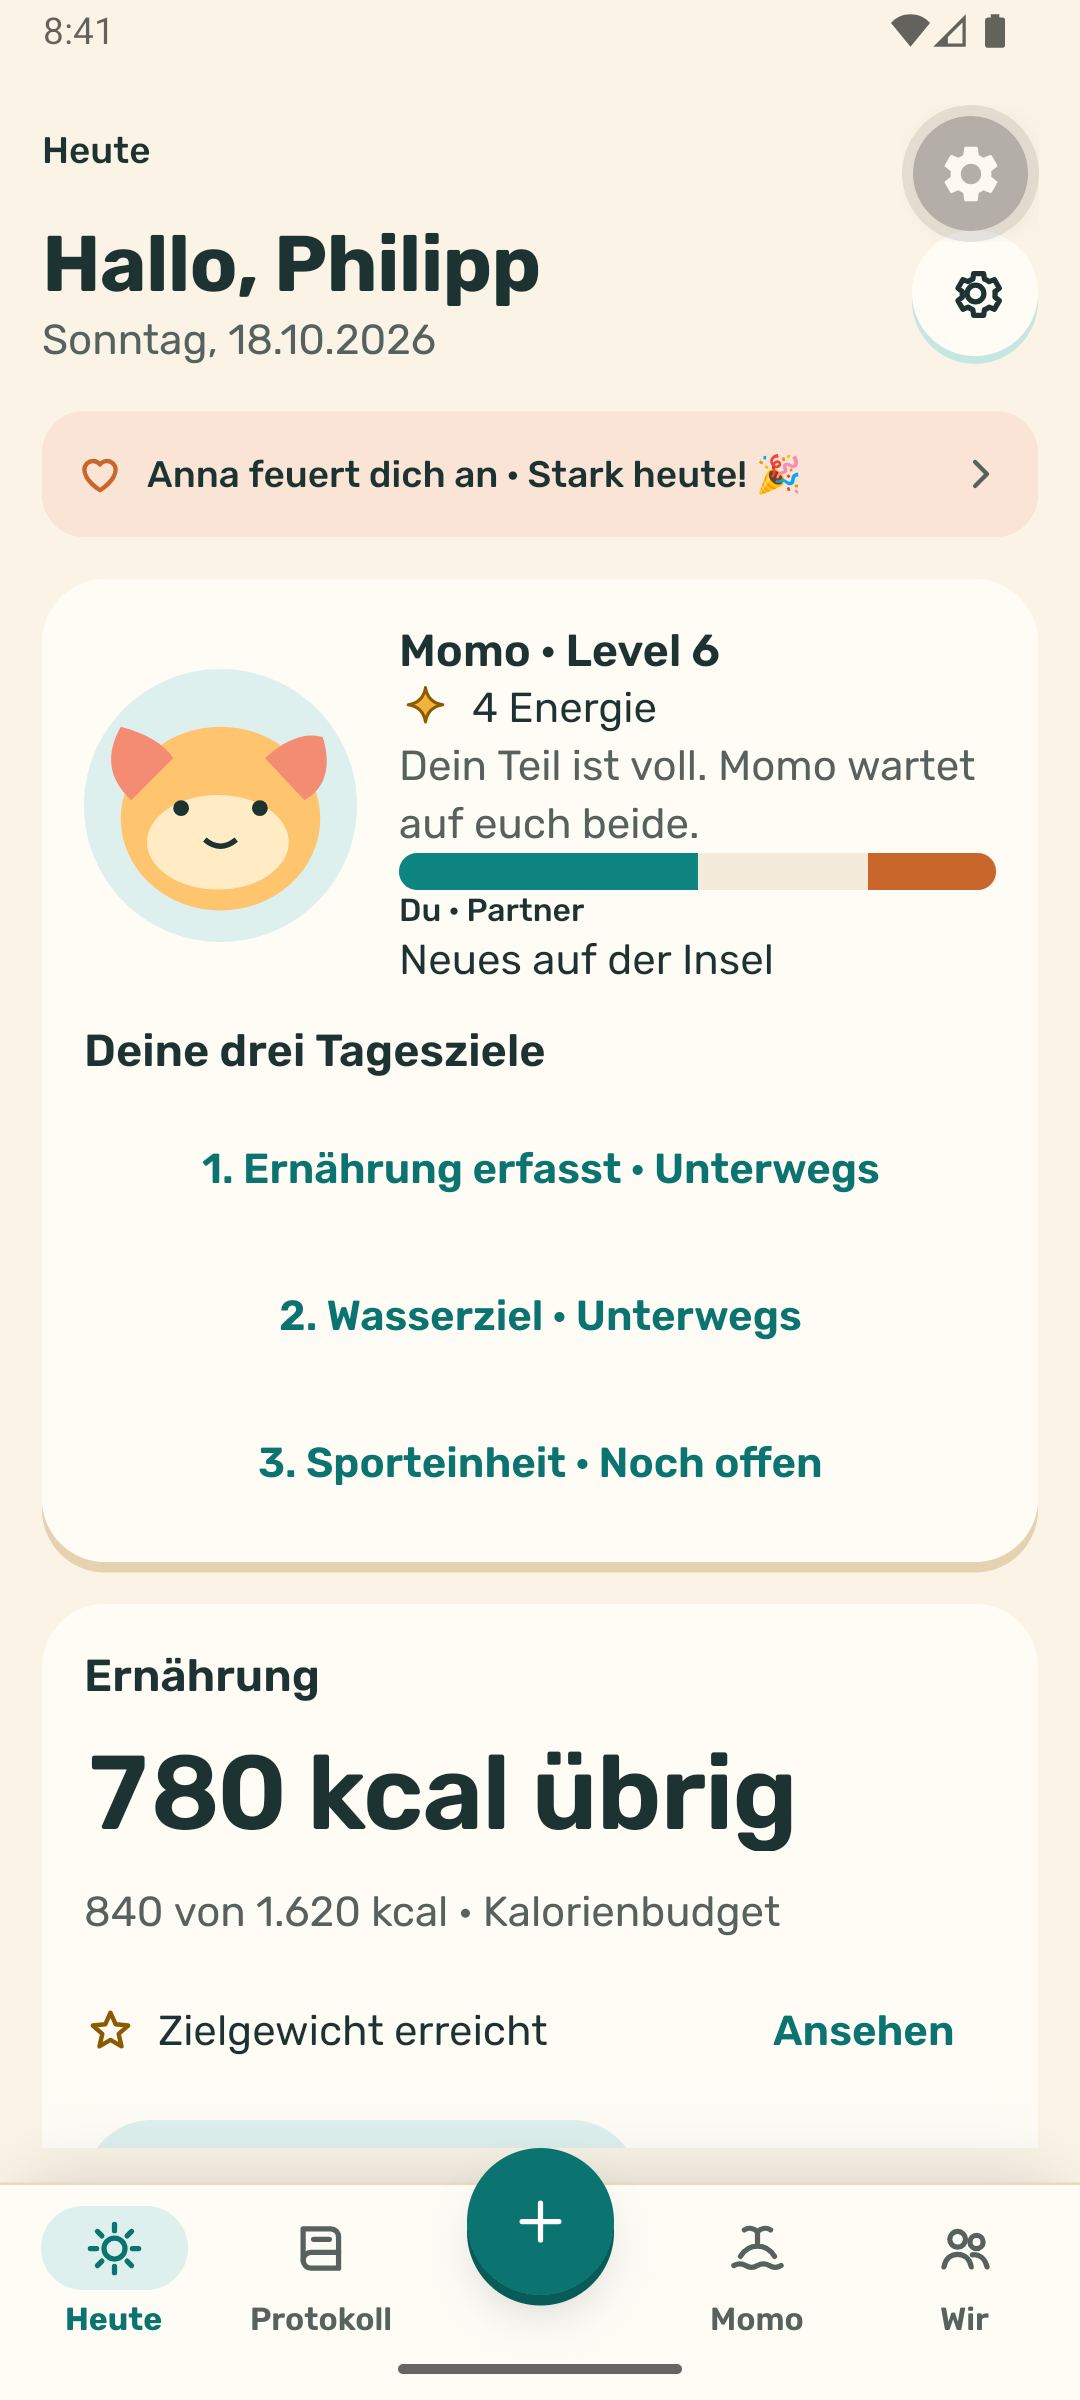 8:41
Heute
Hallo, Philipp
Sonntag, 18.10.2026
Anna feuert dich an • Stark heute! 🎉
Momo • Level 6
4 Energie
Dein Teil ist voll. Momo wartet
auf euch beide.
Du • Partner
Neues auf der Insel
Deine drei Tagesziele
1. Ernährung erfasst • Unterwegs
2. Wasserziel • Unterwegs
3. Sporteinheit • Noch offen
Ernährung
780 kcal übrig
840 von 1.620 kcal • Kalorienbudget
Zielgewicht erreicht Ansehen
Heute Protokoll Momo Wir